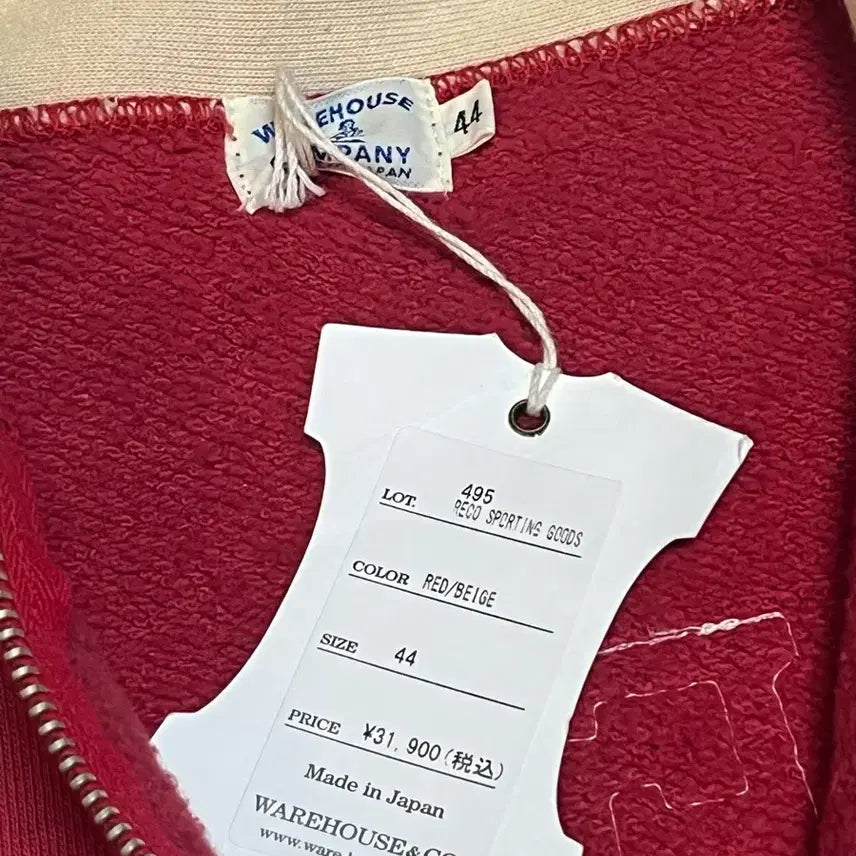 WAREHOUSE
COMPANY
JAPAN
44
LOT. 495
RECO SPORTING GOODS
COLOR RED/BEIGE
SIZE 44
PRICE ¥31,900(税込)
Made in Japan
WAREHOUSE&CO